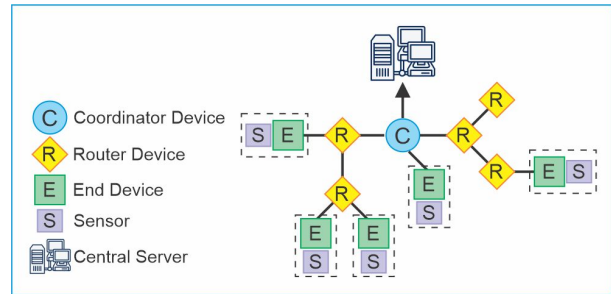 C Coordinator Device
R Router Device
E End Device
S Sensor
Central Server
R
S E R C R
R E S
R E
S
E E
S S